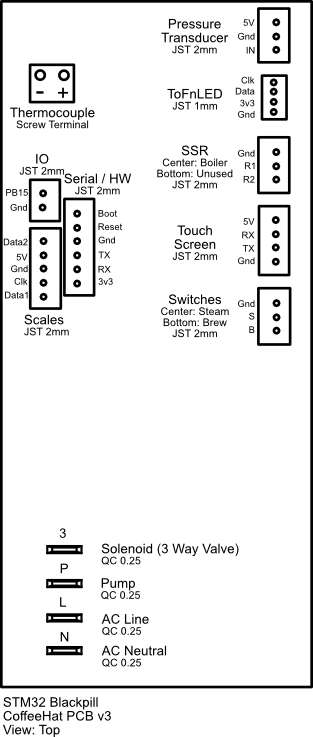 Pressure
Transducer
JST 2mm
5V
Gnd
IN
ToFnLED
JST 1mm
Clk
Data
3v3
Gnd
- +
Thermocouple
Screw Terminal
SSR
Center: Boiler
Bottom: Unused
JST 2mm
Gnd
R1
R2
IO
JST 2mm
PB15
Gnd
Serial / HW
JST 2mm
Boot
Reset
Gnd
TX
RX
3v3
Touch
Screen
JST 2mm
5V
RX
TX
Gnd
Data2
5V
Gnd
Clk
Data1
Scales
JST 2mm
Switches
Center: Steam
Bottom: Brew
JST 2mm
Gnd
S
B
3
Solenoid (3 Way Valve)
QC 0.25
P
Pump
QC 0.25
L
AC Line
QC 0.25
N
AC Neutral
QC 0.25
STM32 Blackpill
CoffeeHat PCB v3
View: Top